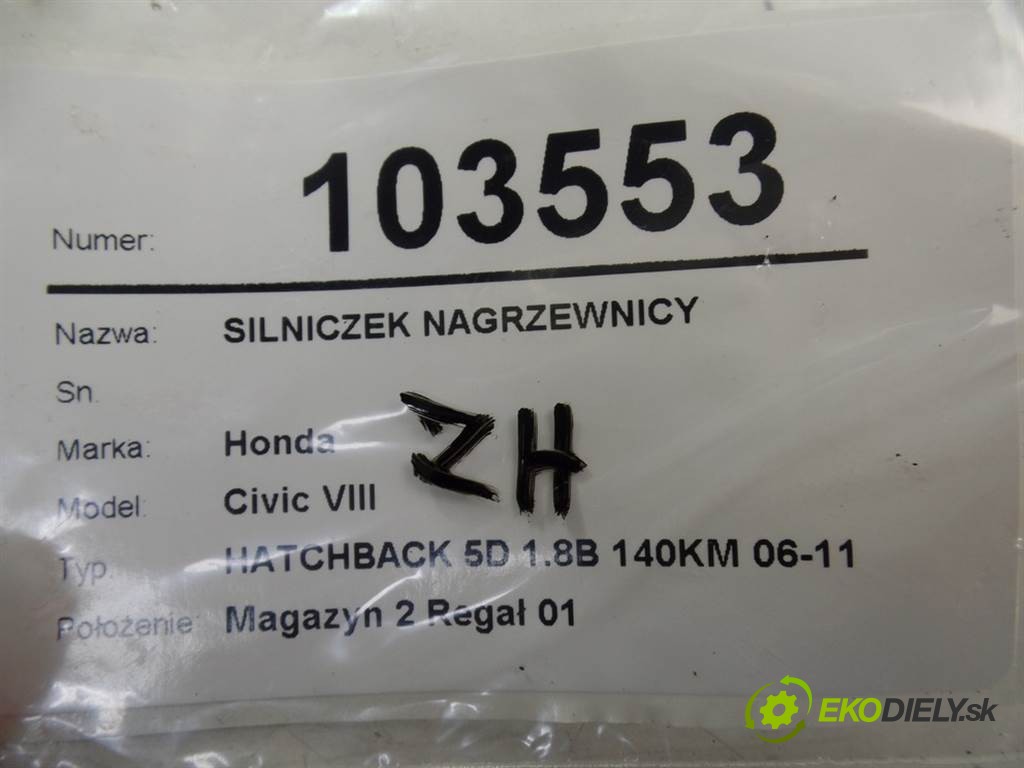 Numer: 103553
Nazwa: SILNICZEK NAGRZEWNICY
Sn.
Marka: Honda
ZH
Model: Civic VIII
Typ: HATCHBACK 5D 1.8B 140KM 06-11
Położenie: Magazyn 2 Regał 01
EKODIELY.sk